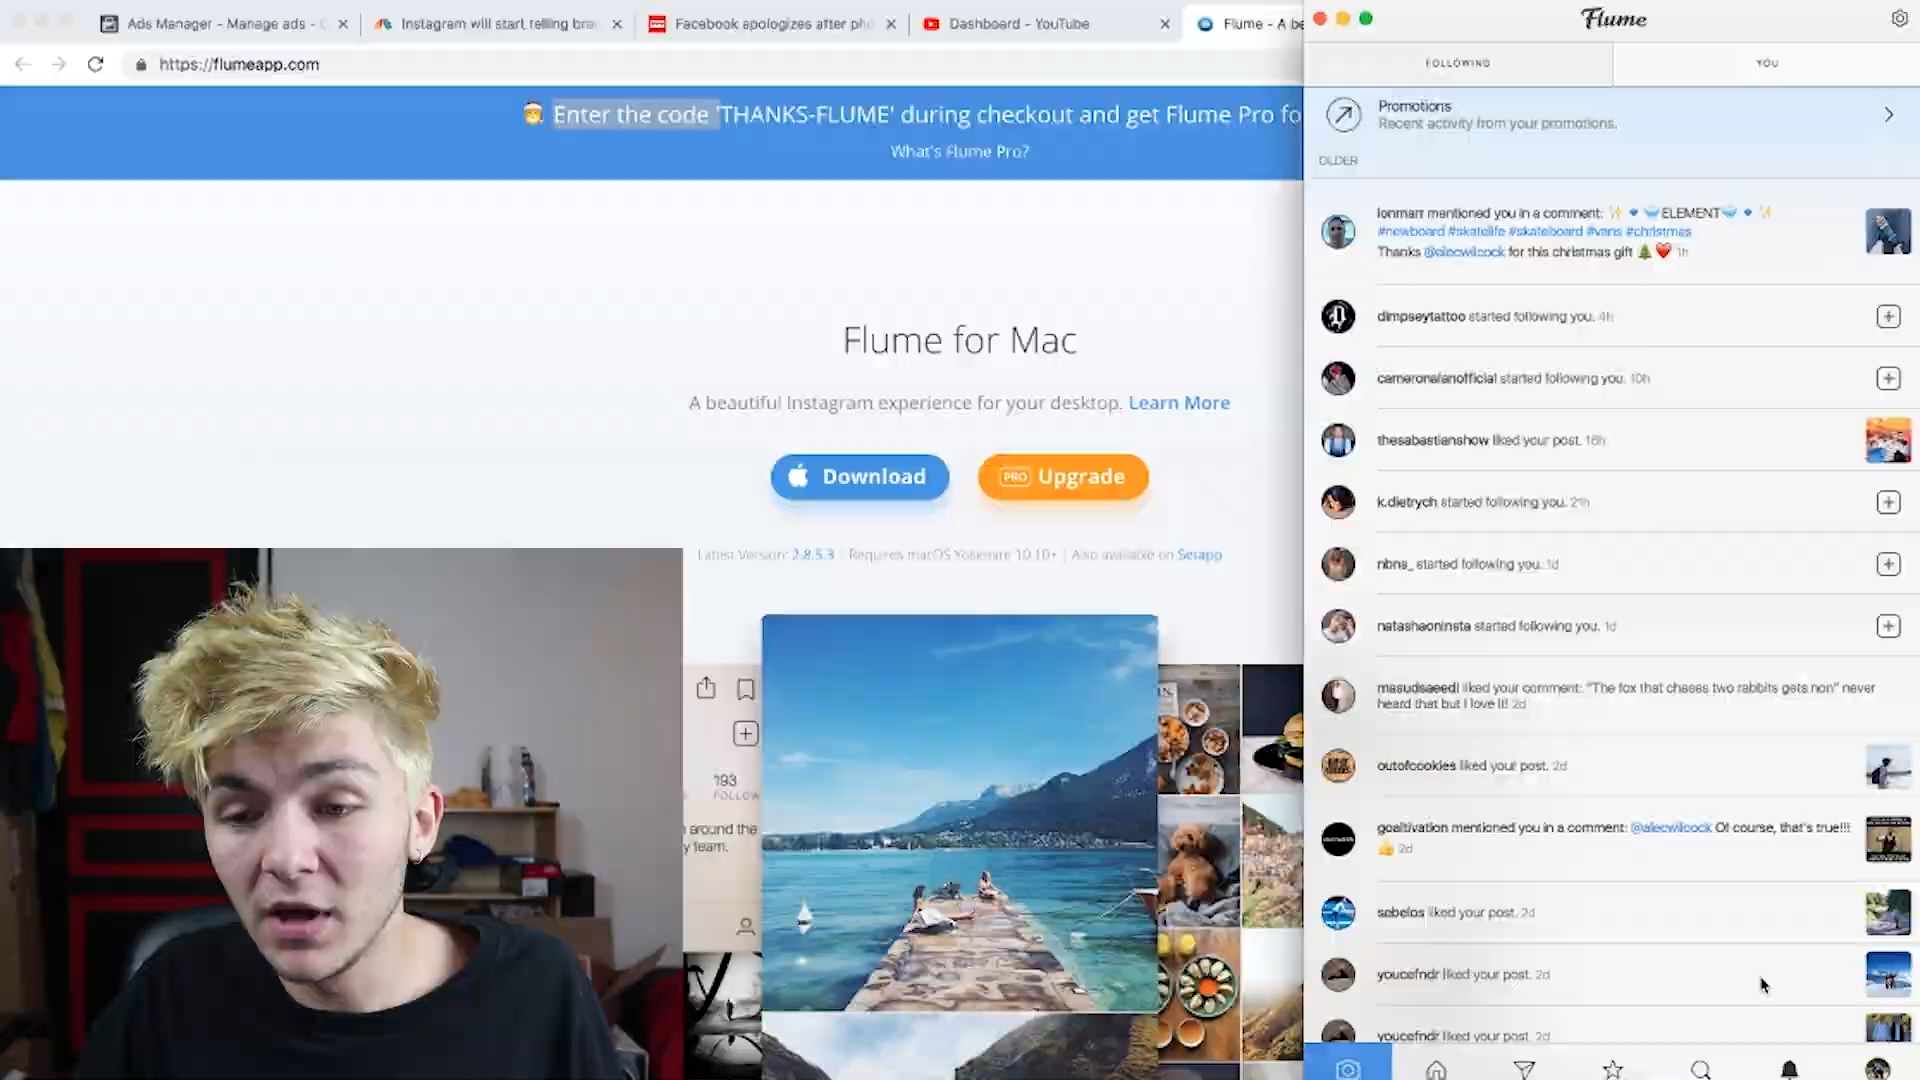 Ads Manager - Manage ads -
Instagram will start telling bra
Facebook apologizes after pho
Dashboard - YouTube
Flume - A be
https://flumeapp.com
Enter the code 'THANKS-FLUME' during checkout and get Flume Pro fo
What's Flume Pro?
Flume for Mac
A beautiful Instagram experience for your desktop. Learn More
Download
PRO Upgrade
Latest Version: 2.8.5.3 | Requires macOS Yosemite 10.10+ | Also available on Setapp
193
FOLLOW
around the
y team.
Flume
FOLLOWING
YOU
Promotions
Recent activity from your promotions.
OLDER
lonmarr mentioned you in a comment: ✨🔹🥶ELEMENT🥶🔹✨
#newboard #skatelife #skateboard #vans #christmas
Thanks @alecwilcock for this christmas gift 🎄❤️ 1h
dimpseytattoo started following you. 4h
cameronalanofficial started following you. 10h
thesabastianshow liked your post. 16h
k.dietrych started following you. 21h
nbns_ started following you. 1d
natashaoninsta started following you. 1d
masudsaeedi liked your comment: "The fox that chases two rabbits gets non" never
heard that but I love it! 2d
outofcookies liked your post. 2d
goaltivation mentioned you in a comment: @alecwilcock Of course, that's true!!!
👍 2d
sebelos liked your post. 2d
youcefndr liked your post. 2d
youcefndr liked your post. 2d